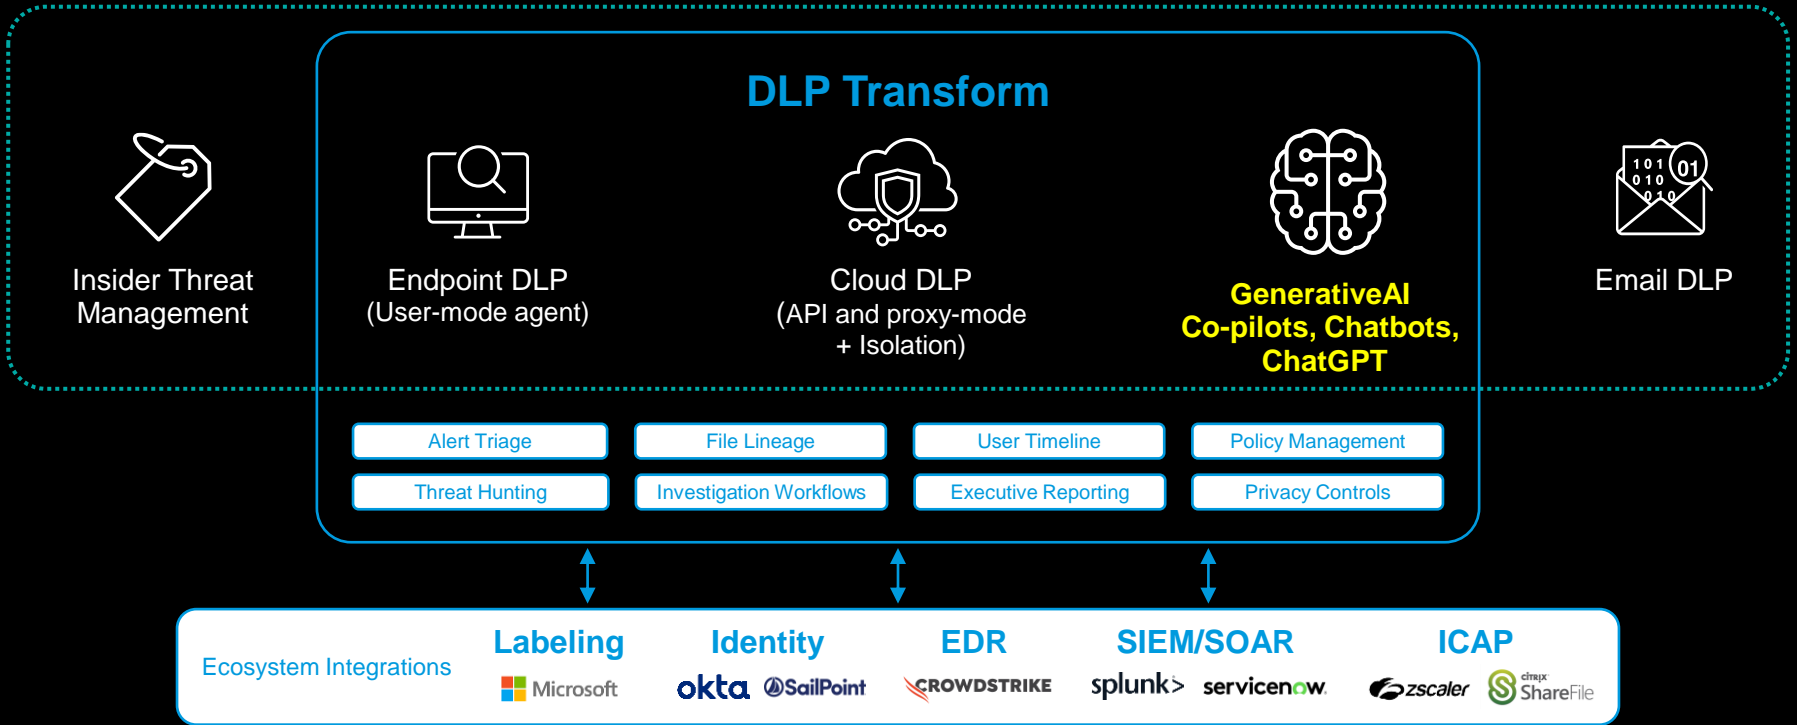 DLP Transform
Insider Threat
Management
Endpoint DLP
(User-mode agent)
Cloud DLP
(API and proxy-mode
+ Isolation)
GenerativeAI
Co-pilots, Chatbots,
ChatGPT
101
010
010
01
Email DLP
Alert Triage
File Lineage
User Timeline
Policy Management
Threat Hunting
Investigation Workflows
Executive Reporting
Privacy Controls
Ecosystem Integrations
Labeling
Microsoft
Identity
okta
SailPoint
EDR
CROWDSTRIKE
SIEM/SOAR
splunk>
servicenow
ICAP
zscaler
citrix
ShareFile